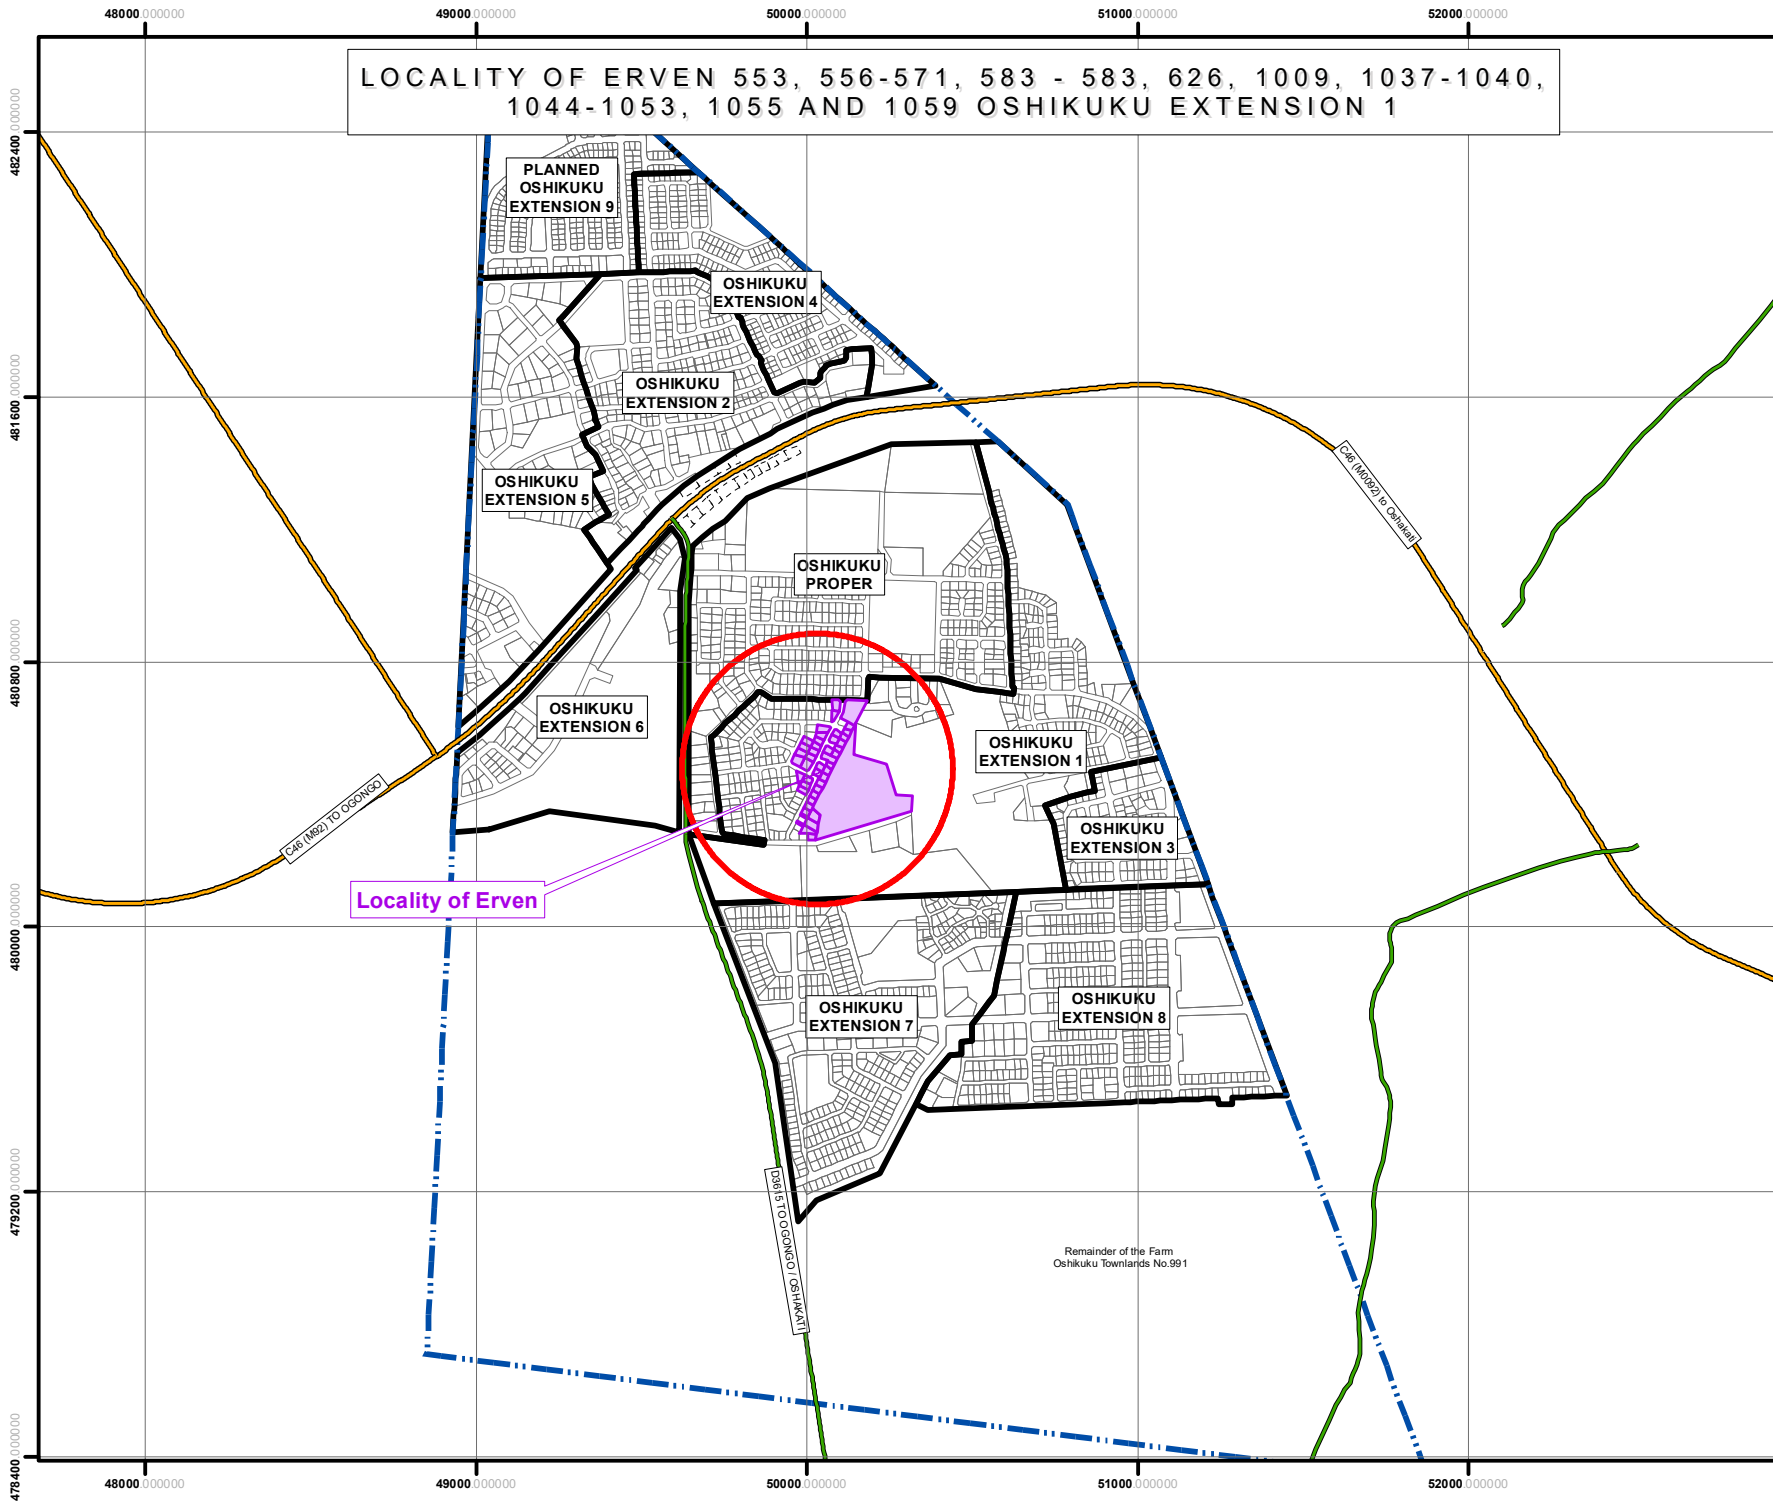 48000.000000
49000.000000
50000.000000
51000.000000
52000.000000
LOCALITY OF ERVEN 553, 556-571, 583 - 583, 626, 1009, 1037-1040,
1044-1053, 1055 AND 1059 OSHIKUKU EXTENSION 1
482400.000000
PLANNED
OSHIKUKU
EXTENSION 9
OSHIKUKU
EXTENSION 4
OSHIKUKU
EXTENSION 2
481600.000000
OSHIKUKU
EXTENSION 5
C46 (M0092) to Oshakati
OSHIKUKU
PROPER
480800.000000
OSHIKUKU
EXTENSION 6
OSHIKUKU
EXTENSION 1
C46 (M92) TO OGONGO
OSHIKUKU
EXTENSION 3
Locality of Erven
480000.000000
OSHIKUKU
EXTENSION 7
OSHIKUKU
EXTENSION 8
479200.000000
D3615 TO OGONGO / OSHAKATI
Remainder of the Farm
Oshikuku Townlands No.991
478400.000000
48000.000000
49000.000000
50000.000000
51000.000000
52000.000000